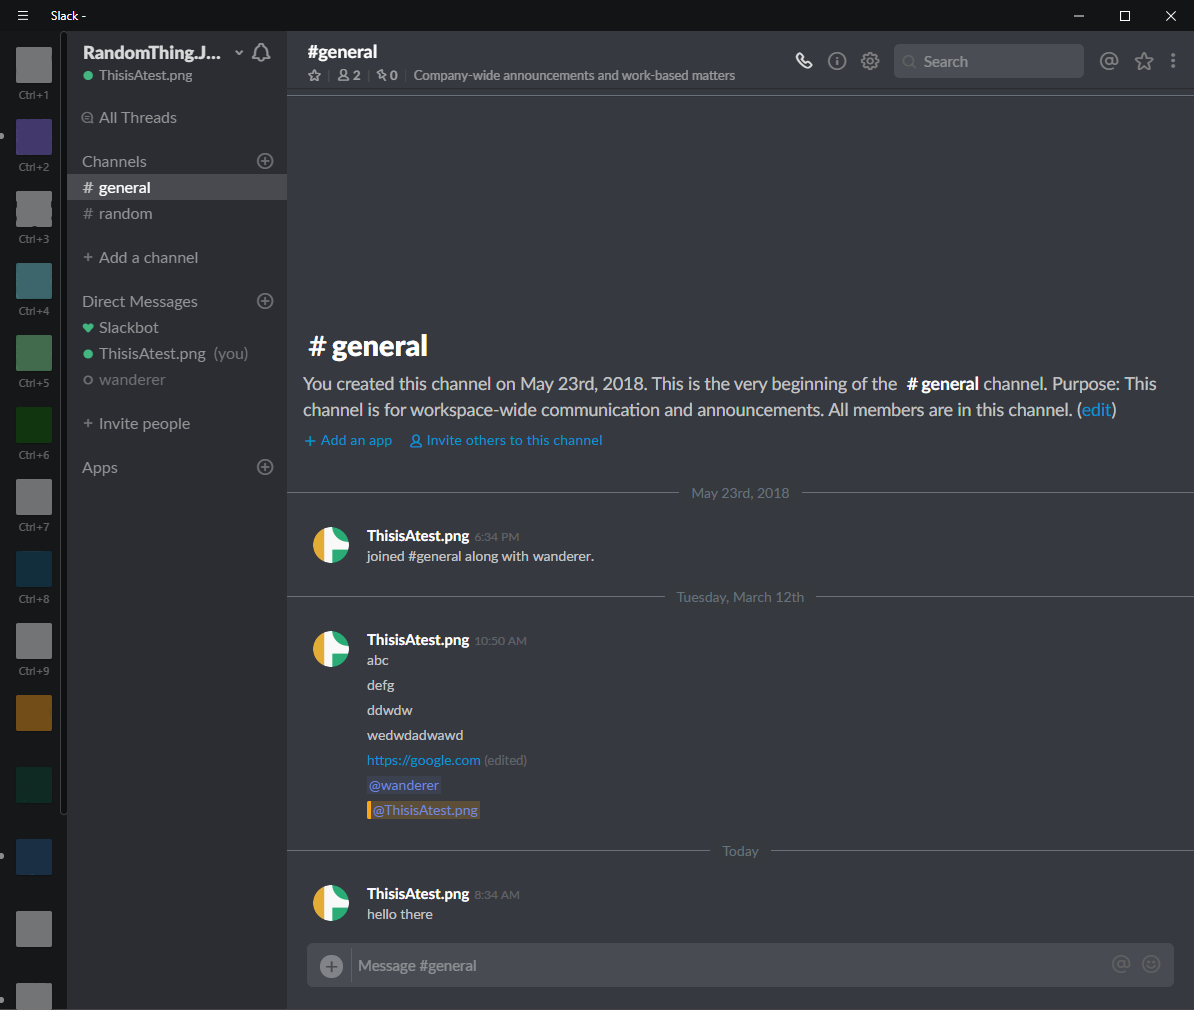 Slack -
Ctrl+1
Ctrl+2
Ctrl+3
Ctrl+4
Ctrl+5
Ctrl+6
Ctrl+7
Ctrl+8
Ctrl+9
RandomThing.J...
ThisisAtest.png
All Threads
Channels
# general
# random
+ Add a channel
Direct Messages
Slackbot
ThisisAtest.png (you)
wanderer
+ Invite people
Apps
#general
2
0
Company-wide announcements and work-based matters
Search
# general
You created this channel on May 23rd, 2018. This is the very beginning of the # general channel. Purpose: This
channel is for workspace-wide communication and announcements. All members are in this channel. (edit)
+ Add an app Invite others to this channel
May 23rd, 2018
ThisisAtest.png 6:34 PM
joined #general along with wanderer.
Tuesday, March 12th
ThisisAtest.png 10:50 AM
abc
defg
ddwdw
wedwdadwawd
https://google.com (edited)
@wanderer
@ThisisAtest.png
Today
ThisisAtest.png 8:34 AM
hello there
Message #general